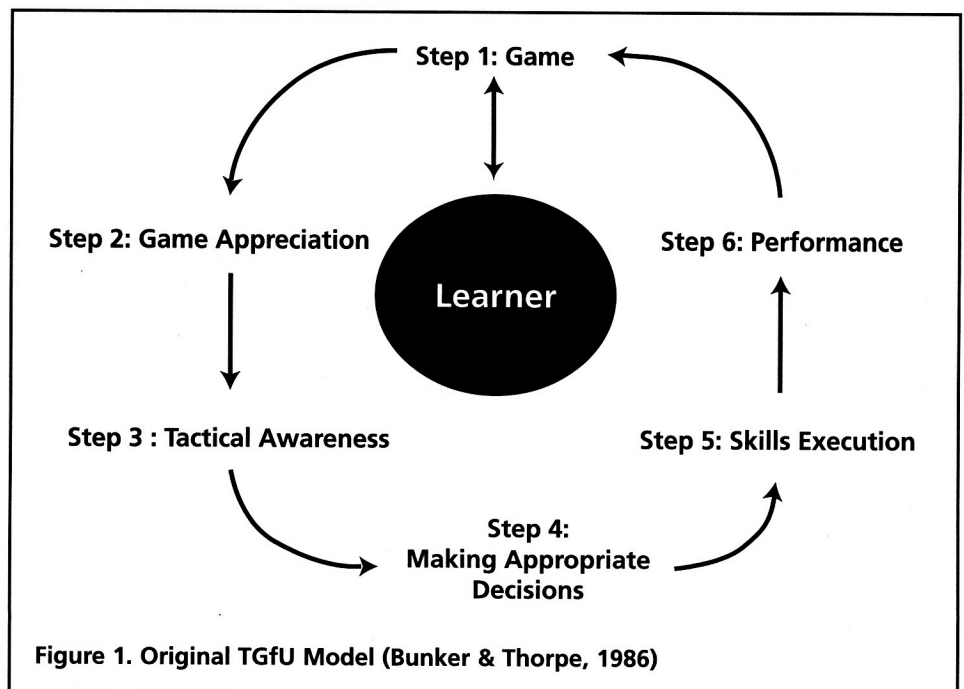 Step 1: Game
Step 2: Game Appreciation
Step 6: Performance
Learner
Step 3 : Tactical Awareness
Step 5: Skills Execution
Step 4:
Making Appropriate
Decisions
Figure 1. Original TGfU Model (Bunker & Thorpe, 1986)